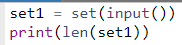 set1 = set(input())
print(len(set1))